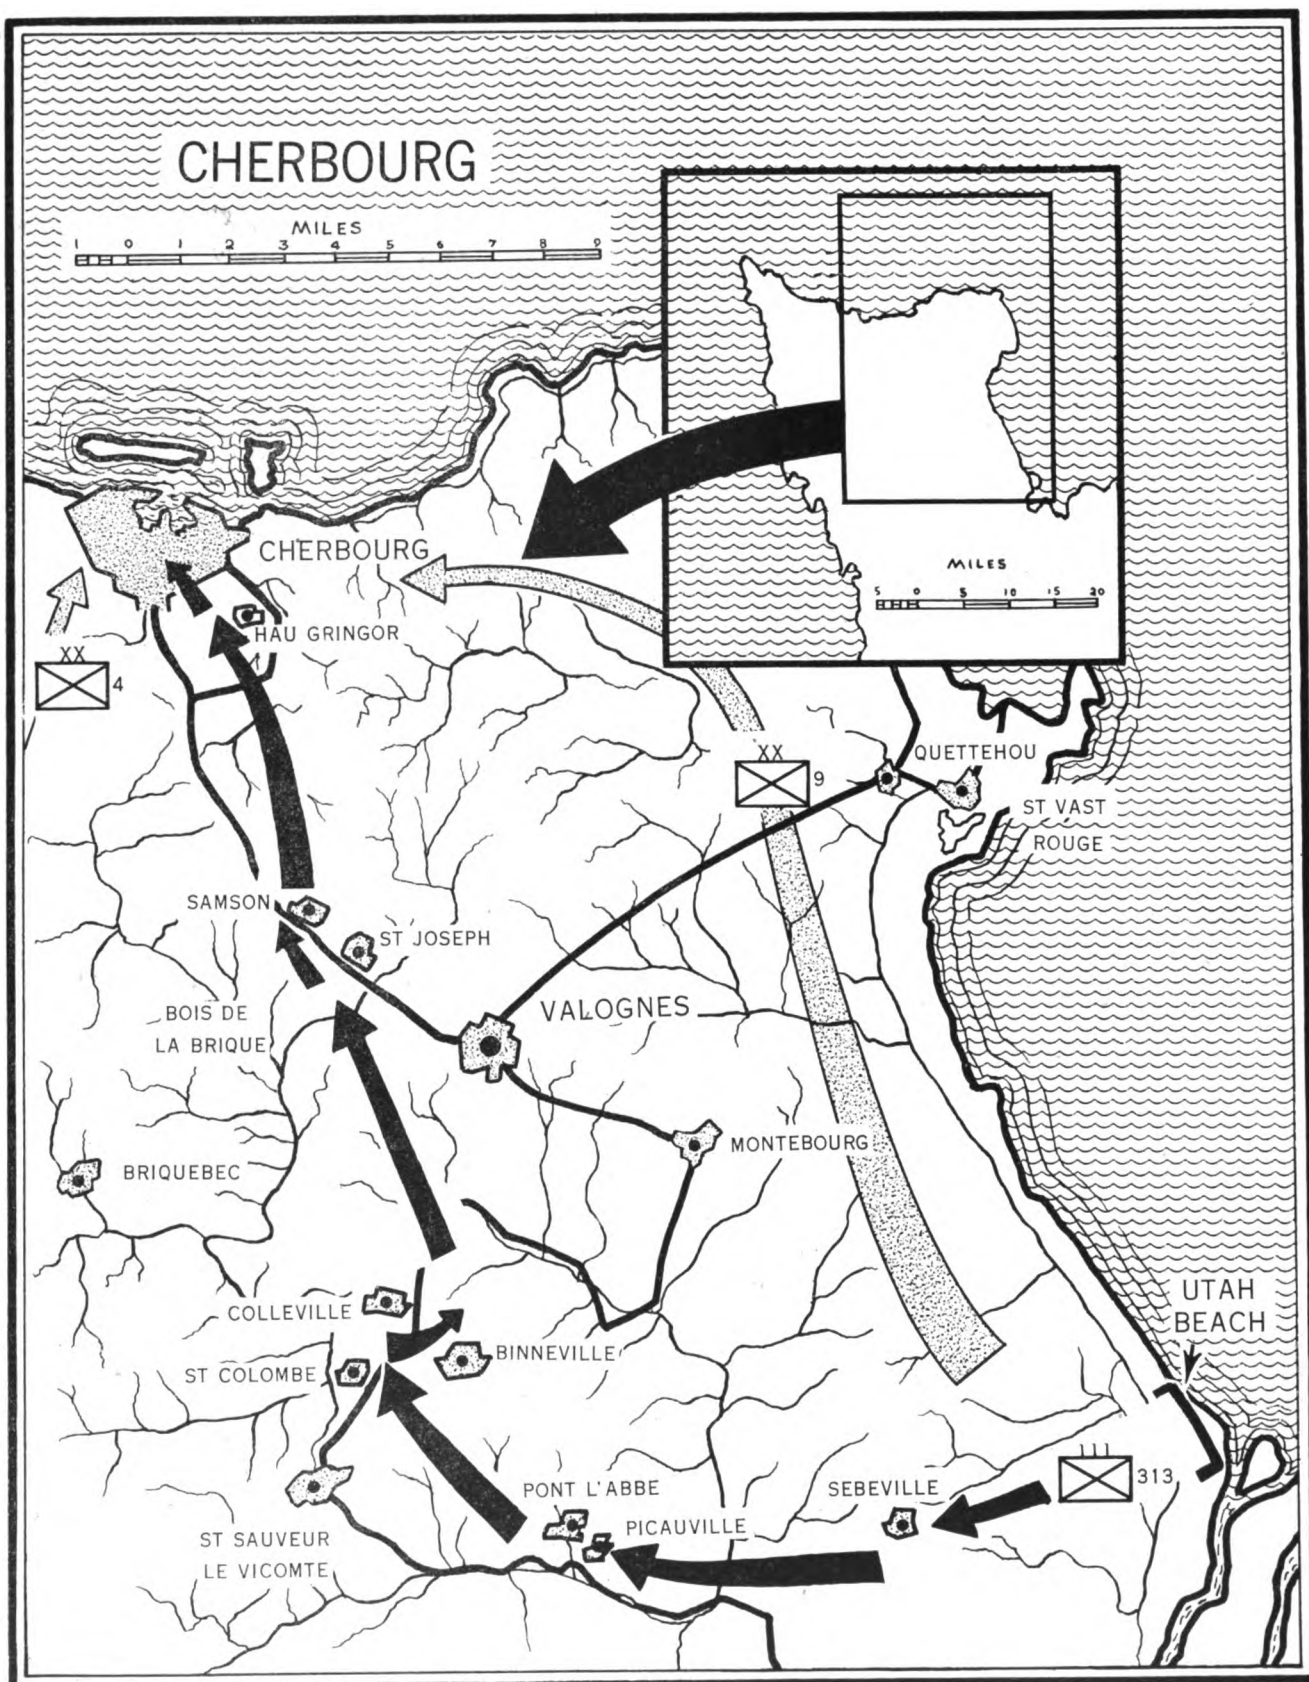 CHERBOURG
MILES
1 0 1 2 3 4 5 6 7 8 9
MILES
5 0 5 10 15 20
CHERBOURG
HAU GRINGOR
XX
4
XX
9
QUETTEHOU
ST VAST
ROUGE
SAMSON
ST JOSEPH
BOIS DE
LA BRIQUE
VALOGNES
MONTEBOURG
BRIQUEBEC
UTAH
BEACH
COLLEVILLE
BINNEVILLE
ST COLOMBE
III
313
PONT L'ABBE
SEBEVILLE
PICAUVILLE
ST SAUVEUR
LE VICOMTE